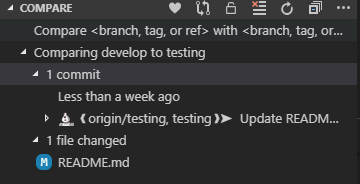 COMPARE
Compare <branch, tag, or ref> with <branch, tag, or...
Comparing develop to testing
1 commit
Less than a week ago
(origin/testing, testing) Update READM...
1 file changed
M README.md